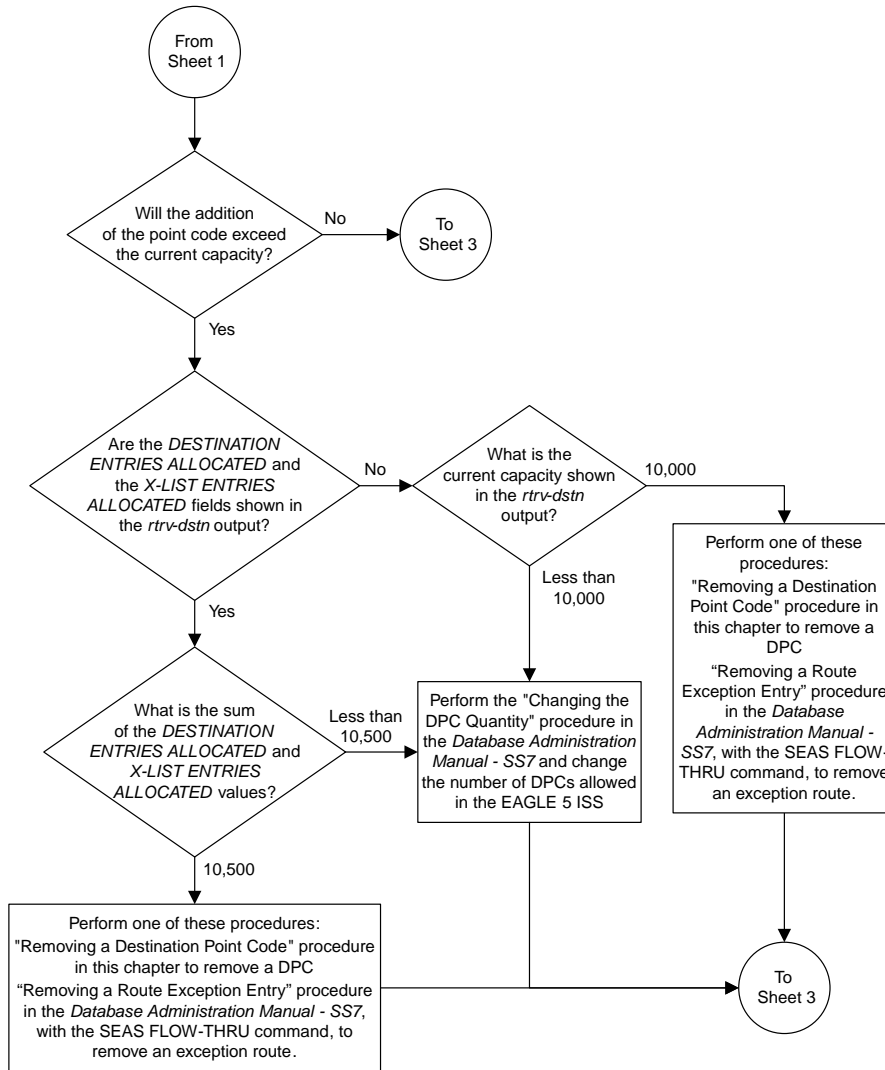 From
Sheet 1
Will the addition
of the point code exceed
the current capacity?
No
To
Sheet 3
Yes
Are the DESTINATION
ENTRIES ALLOCATED and
the X-LIST ENTRIES
ALLOCATED fields shown in
the rtrv-dstn output?
No
What is the
current capacity shown
in the rtrv-dstn
output?
10,000
Perform one of these
procedures:
"Removing a Destination
Point Code" procedure in
this chapter to remove a
DPC
“Removing a Route
Exception Entry” procedure
in the Database
Administration Manual -
SS7, with the SEAS FLOW-
THRU command, to remove
an exception route.
Less than
10,000
Yes
What is the sum
of the DESTINATION
ENTRIES ALLOCATED and
X-LIST ENTRIES
ALLOCATED values?
Less than
10,500
Perform the "Changing the
DPC Quantity" procedure in
the Database Administration
Manual - SS7 and change
the number of DPCs allowed
in the EAGLE 5 ISS
10,500
Perform one of these procedures:
"Removing a Destination Point Code" procedure
in this chapter to remove a DPC
“Removing a Route Exception Entry” procedure
in the Database Administration Manual - SS7,
with the SEAS FLOW-THRU command, to
remove an exception route.
To
Sheet 3